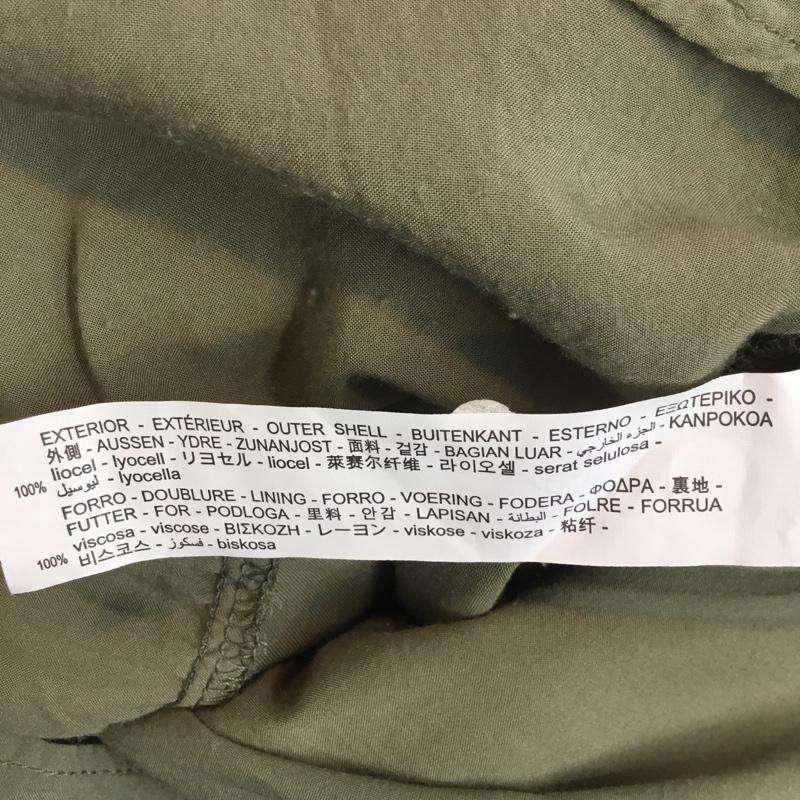 EXTERIOR - EXTÉRIEUR - OUTER SHELL - BUITENKANT - ESTERNO - ΕΞΩΤΕΡΙΚΟ -
外側 - AUSSEN - YDRE - ZUNANJOST - 面料 - 겉감 - BAGIAN LUAR - الجزء الخارجي - KANPOKOA
liocel - lyocell - リヨセル - liocel - 莱赛尔纤维 - 라이오셀 - serat selulosa -
100% ليوسيل - lyocella
FORRO - DOUBLURE - LINING - FORRO - VOERING - FODERA - ΦΟΔΡΑ - 裏地 -
FUTTER - FOR - PODLOGA - 里料 - 안감 - LAPISAN - البطانة - FOLRE - FORRUA
viscosa - viscose - ΒΙΣΚΟΖΗ - レーヨン - viskose - viskoza - 粘纤 -
100% 비스코스 - فسكوز - biskosa